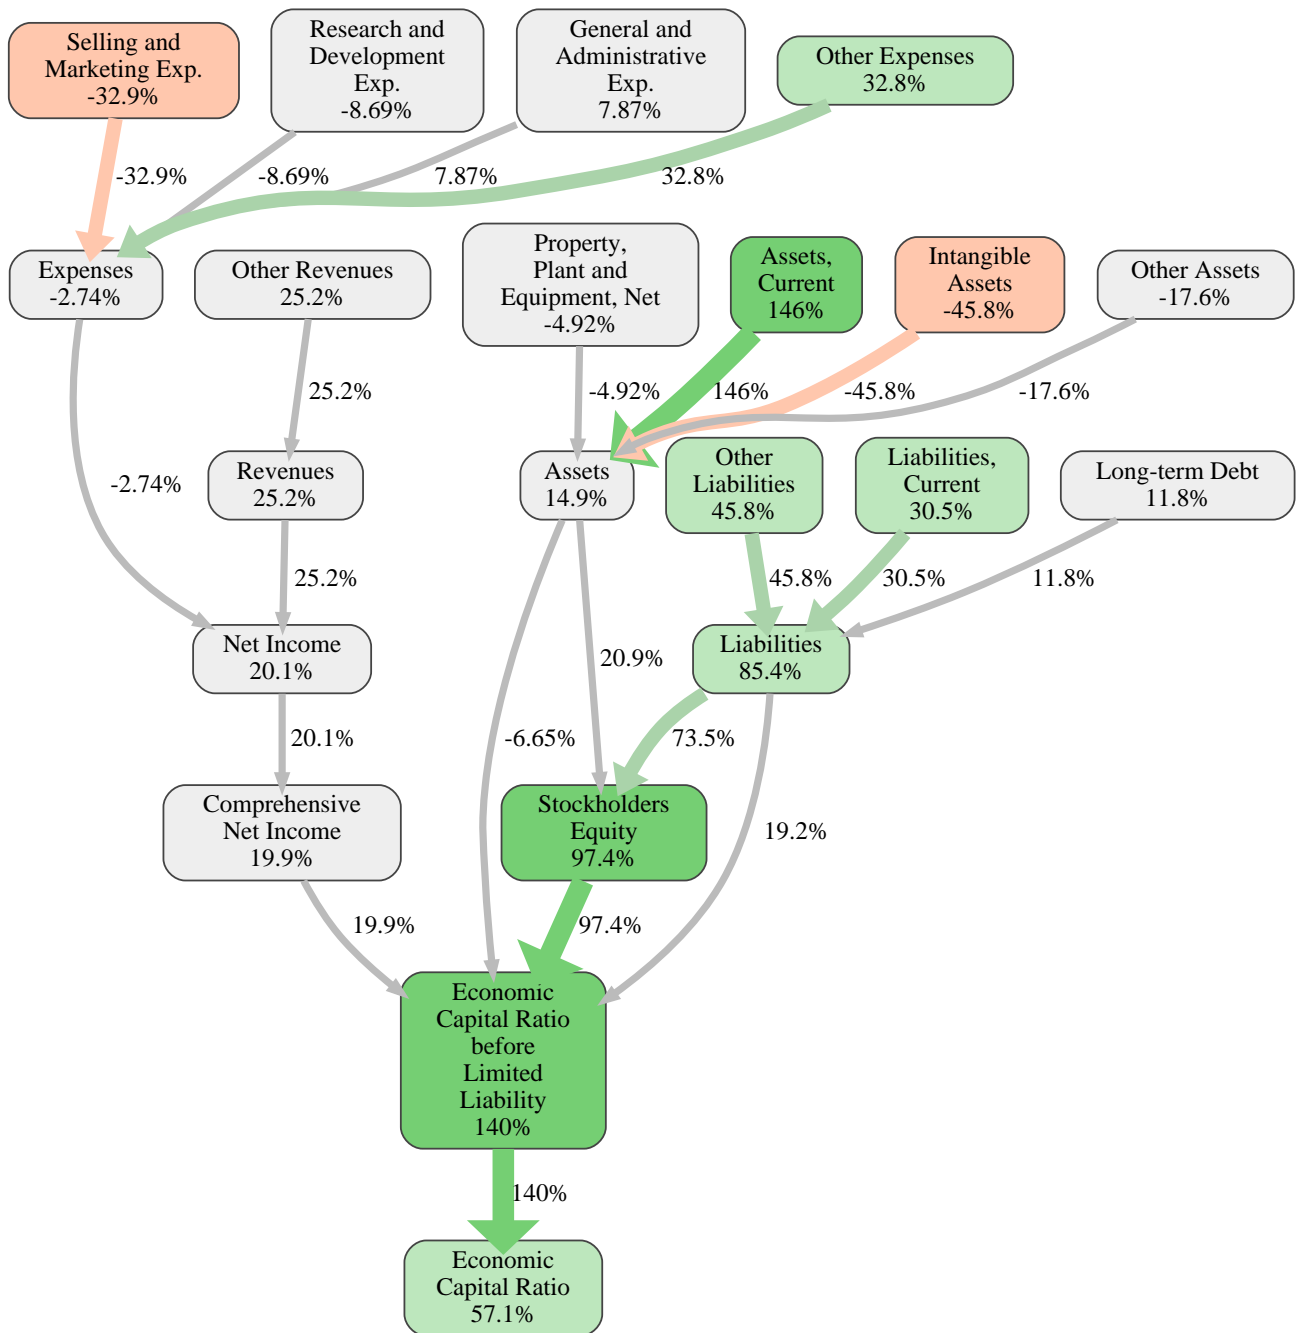 Selling and
Marketing Exp.
-32.9%
Research and
Development
Exp.
-8.69%
General and
Administrative
Exp.
7.87%
Other Expenses
32.8%
-32.9%
-8.69%
7.87%
32.8%
Expenses
-2.74%
Other Revenues
25.2%
Property,
Plant and
Equipment, Net
-4.92%
Assets,
Current
146%
Intangible
Assets
-45.8%
Other Assets
-17.6%
25.2%
-4.92%
146%
-45.8%
-17.6%
-2.74%
Revenues
25.2%
Assets
14.9%
Other
Liabilities
45.8%
Liabilities,
Current
30.5%
Long-term Debt
11.8%
25.2%
45.8%
30.5%
11.8%
Net Income
20.1%
20.9%
Liabilities
85.4%
20.1%
-6.65%
73.5%
Comprehensive
Net Income
19.9%
Stockholders
Equity
97.4%
19.2%
19.9%
97.4%
Economic
Capital Ratio
before
Limited
Liability
140%
140%
Economic
Capital Ratio
57.1%